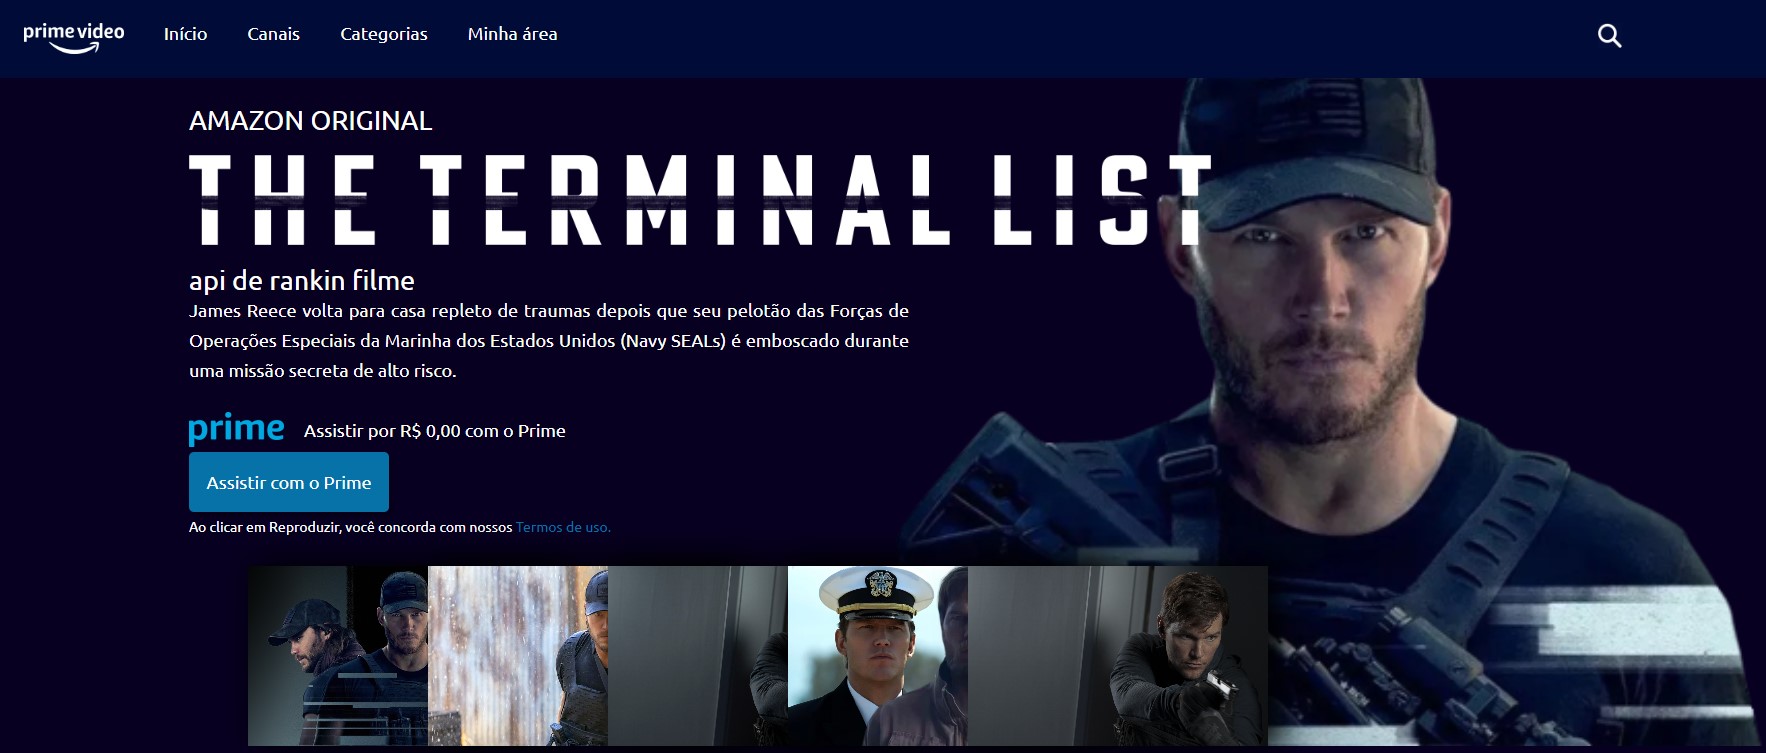 prime video
Início
Canais
Categorias
Minha área
AMAZON ORIGINAL
THE TERMINAL LIST
api de rankin filme
James Reece volta para casa repleto de traumas depois que seu pelotão das Forças de
Operações Especiais da Marinha dos Estados Unidos (Navy SEALs) é emboscado durante
uma missão secreta de alto risco.
prime Assistir por R$ 0,00 com o Prime
Assistir com o Prime
Ao clicar em Reproduzir, você concorda com nossos Termos de uso.